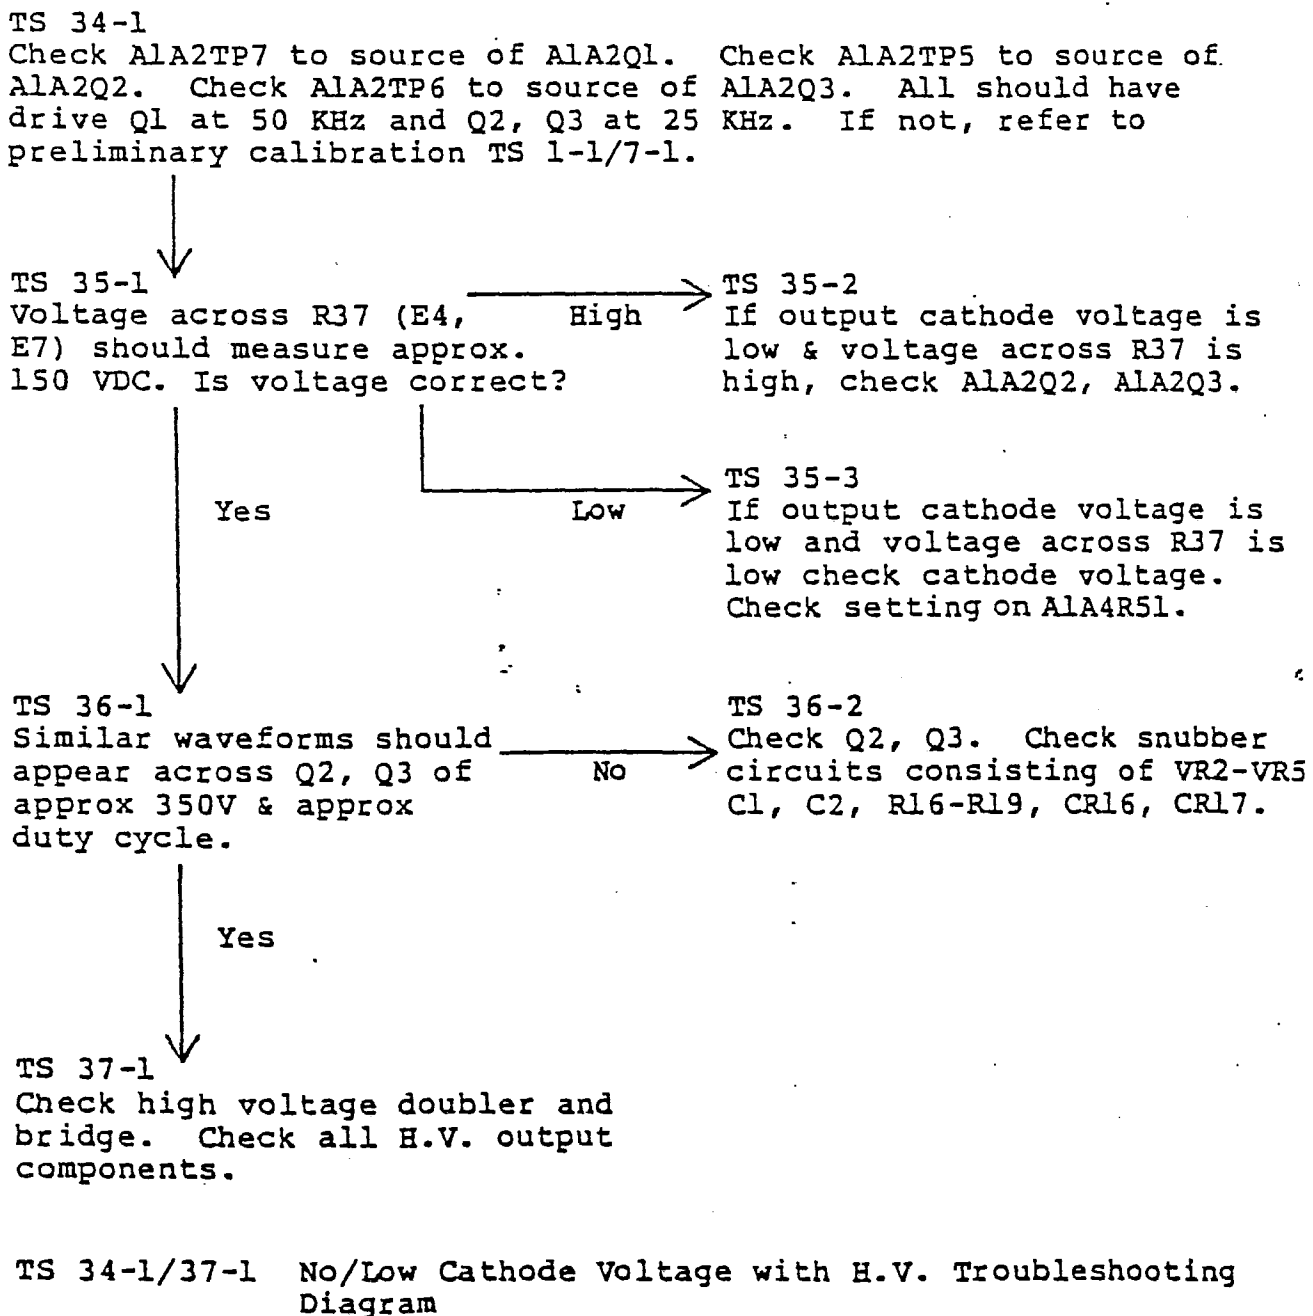 TS 34-1
Check A1A2TP7 to source of A1A2Q1. Check A1A2TP5 to source of
A1A2Q2. Check A1A2TP6 to source of A1A2Q3. All should have
drive Q1 at 50 KHz and Q2, Q3 at 25 KHz. If not, refer to
preliminary calibration TS 1-1/7-1.
TS 35-1
Voltage across R37 (E4,
E7) should measure approx.
150 VDC. Is voltage correct?
High
TS 35-2
If output cathode voltage is
low & voltage across R37 is
high, check A1A2Q2, A1A2Q3.
Yes
Low
TS 35-3
If output cathode voltage is
low and voltage across R37 is
low check cathode voltage.
Check setting on A1A4R51.
TS 36-1
Similar waveforms should
appear across Q2, Q3 of
approx 350V & approx
duty cycle.
No
TS 36-2
Check Q2, Q3. Check snubber
circuits consisting of VR2-VR5
C1, C2, R16-R19, CR16, CR17.
Yes
TS 37-1
Check high voltage doubler and
bridge. Check all H.V. output
components.
TS 34-1/37-1 No/Low Cathode Voltage with H.V. Troubleshooting
Diagram